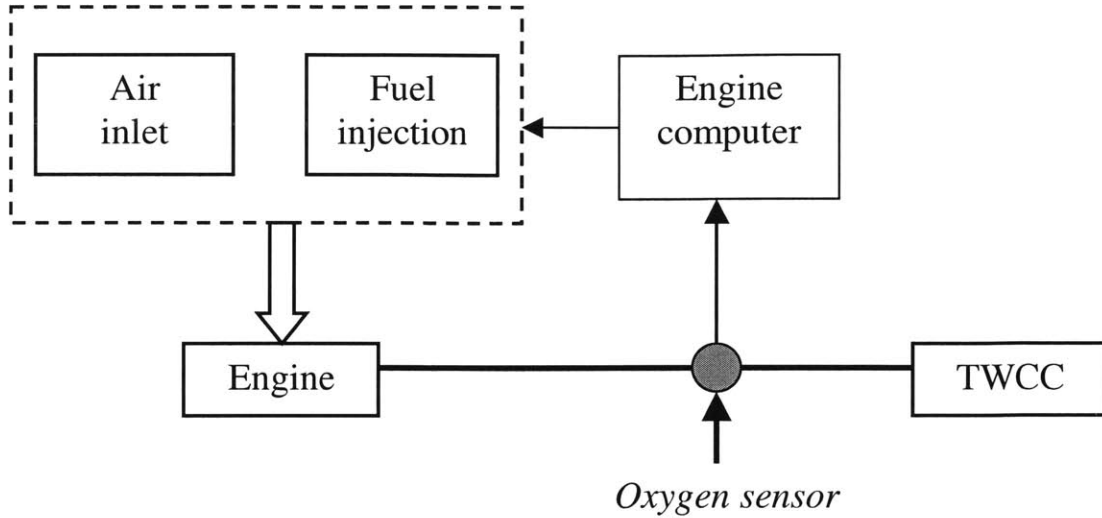 Air
inlet
Fuel
injection
Engine
computer
Engine
TWCC
Oxygen sensor